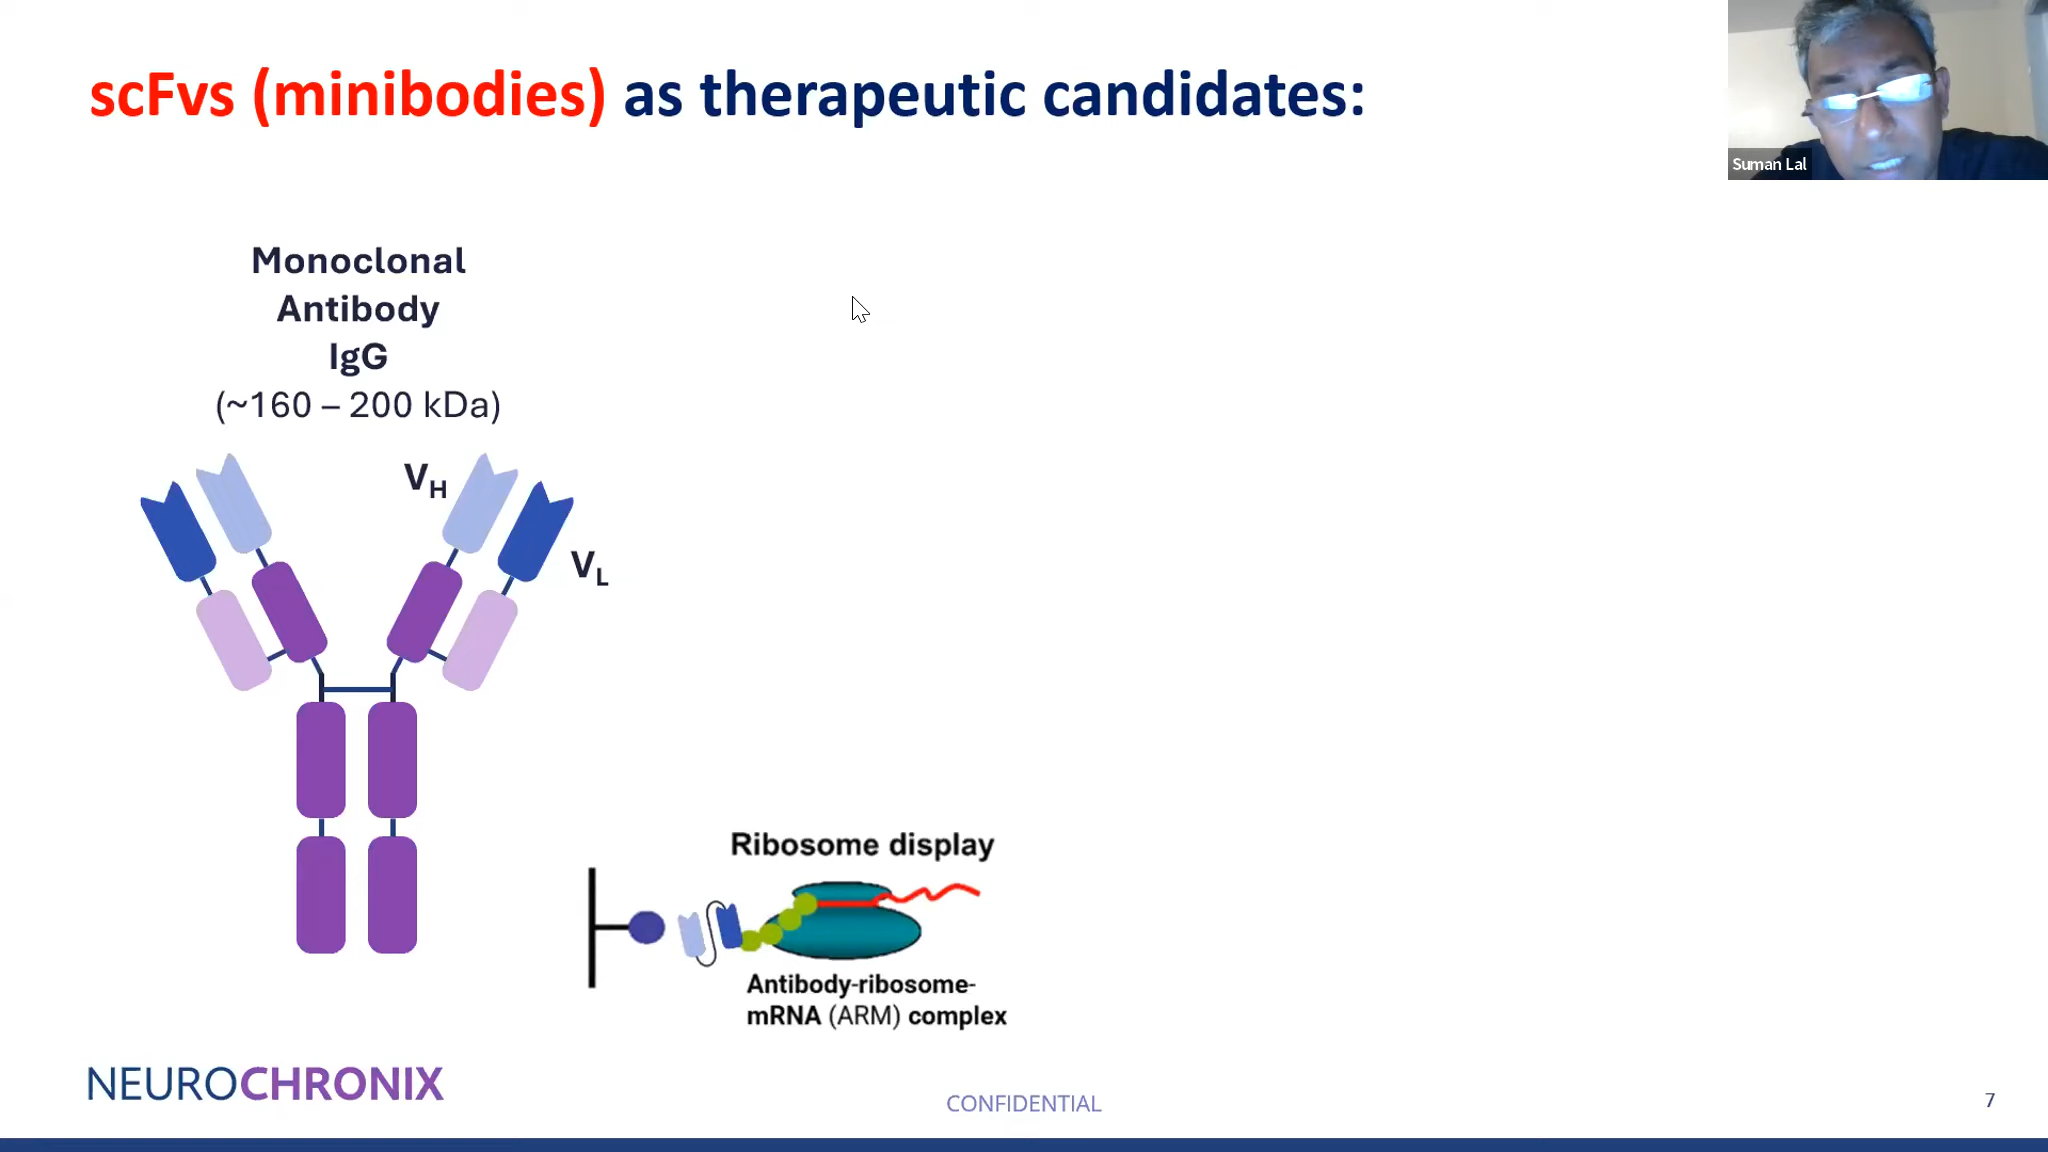 scFvs (minibodies) as therapeutic candidates:
Suman Lal
Monoclonal
Antibody
IgG
(~160 – 200 kDa)
VH
VL
Ribosome display
Antibody-ribosome-
mRNA (ARM) complex
NEUROCHRONIX
CONFIDENTIAL
7